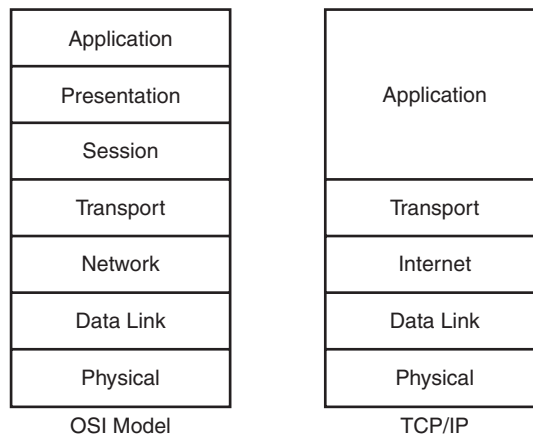 Application
Presentation
Session
Transport
Network
Data Link
Physical
OSI Model
Application
Transport
Internet
Data Link
Physical
TCP/IP